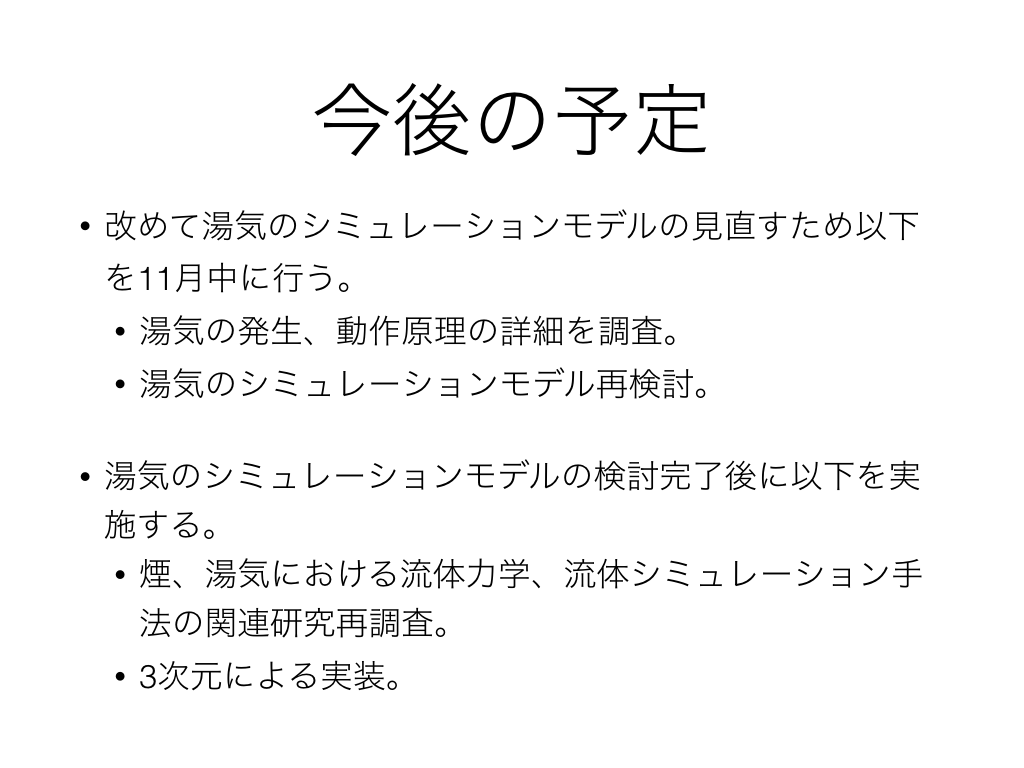 今後の予定
• 改めて湯気のシミュレーションモデルの見直すため以下
を11月中に行う。
• 湯気の発生、動作原理の詳細を調査。
• 湯気のシミュレーションモデル再検討。
• 湯気のシミュレーションモデルの検討完了後に以下を実
施する。
• 煙、湯気における流体力学、流体シミュレーション手
法の関連研究再調査。
• 3次元による実装。